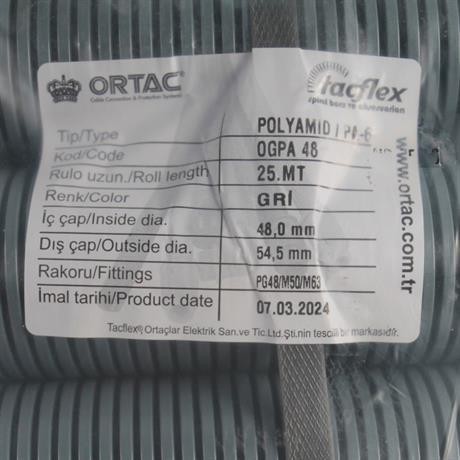 ORTAC®
Cable Connection & Protection Systems
tacflex
spiral boru ve aksesuarları
Tip/Type POLYAMID / PA-6
Kod/Code OGPA 48
Rulo uzun./Roll length 25.MT
Renk/Color GRİ
İç çap/Inside dia. 48,0 mm
Dış çap/Outside dia. 54,5 mm
Rakoru/Fittings PG48/M50/M63
İmal tarihi/Product date 07.03.2024
Tacflex® Ortaçlar Elektrik San.ve Tic.Ltd.Şti.nin tescilli bir markasıdır.
www.ortac.com.tr